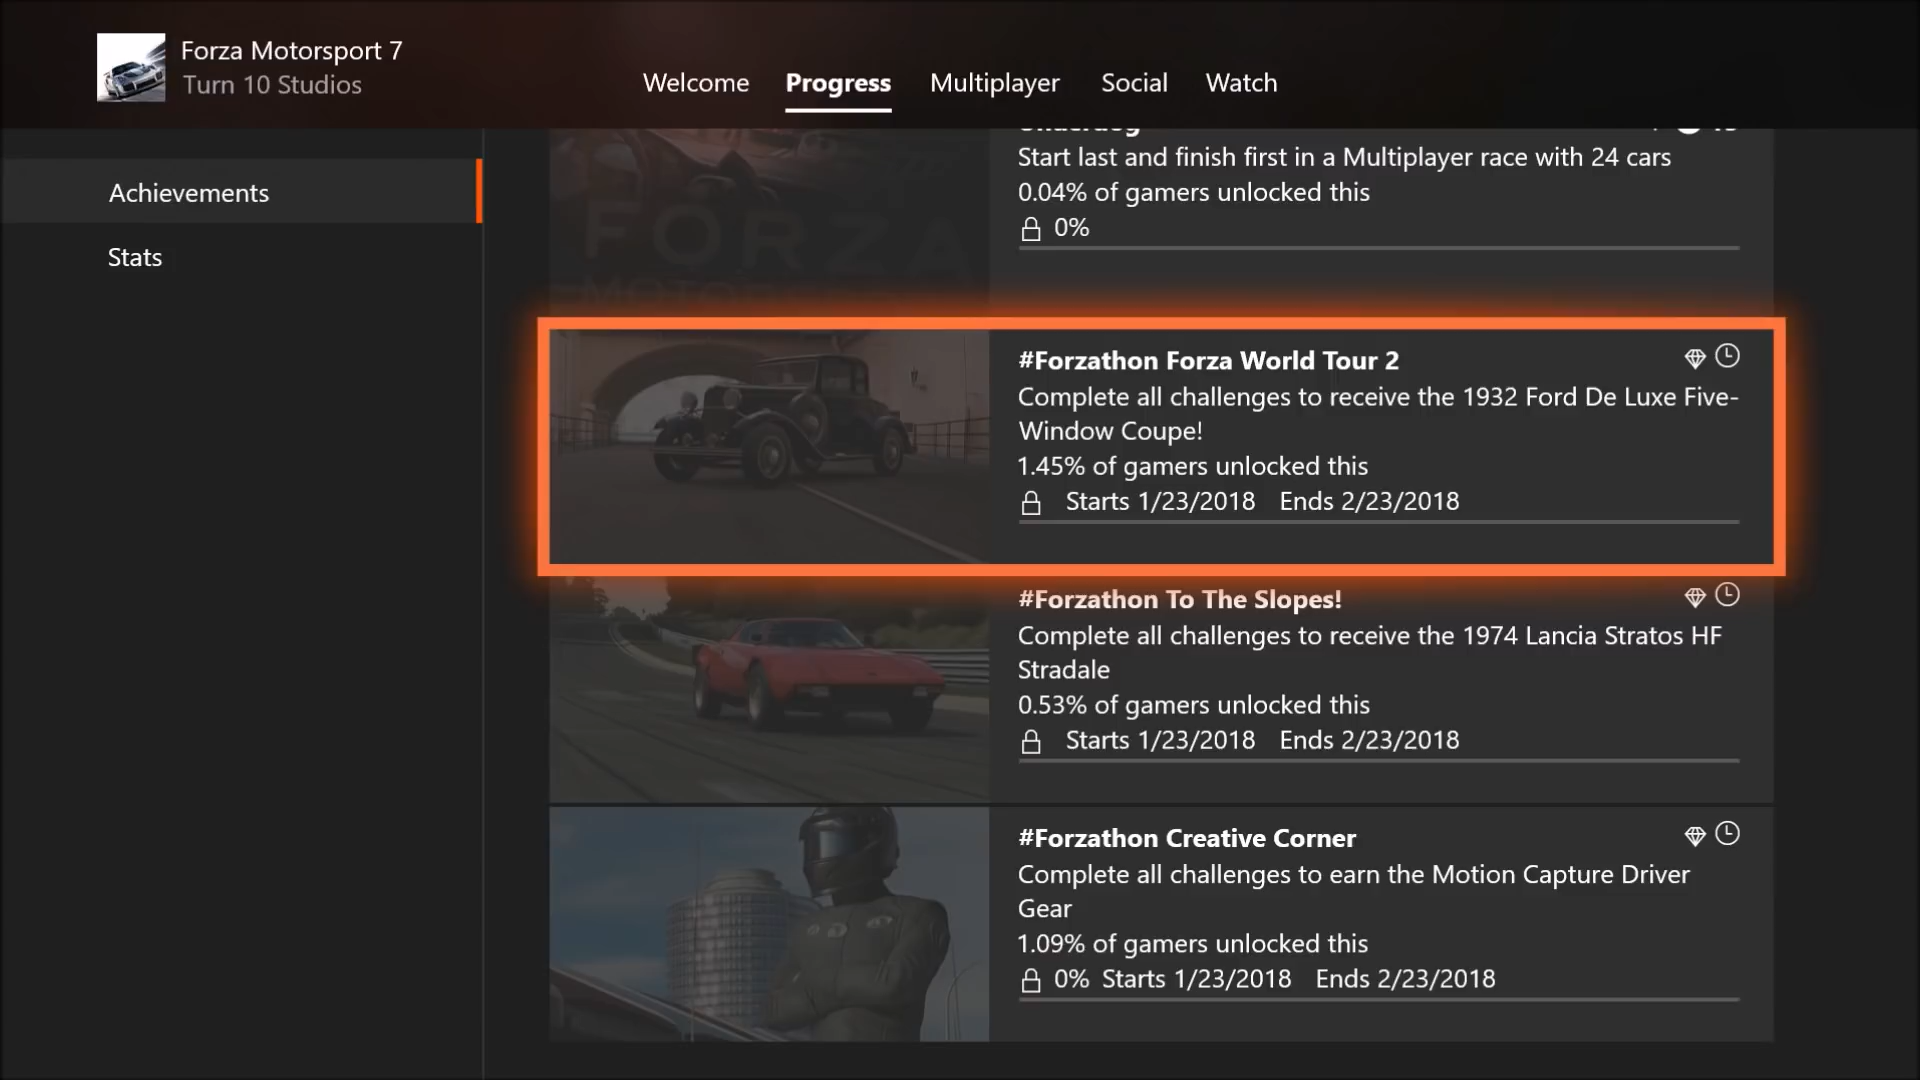 Forza Motorsport 7
Turn 10 Studios
Welcome
Progress
Multiplayer
Social
Watch
Achievements
Stats
FORZA
Underdog
Start last and finish first in a Multiplayer race with 24 cars
0.04% of gamers unlocked this
0%
#Forzathon Forza World Tour 2
Complete all challenges to receive the 1932 Ford De Luxe Five-
Window Coupe!
1.45% of gamers unlocked this
Starts 1/23/2018 Ends 2/23/2018
#Forzathon To The Slopes!
Complete all challenges to receive the 1974 Lancia Stratos HF
Stradale
0.53% of gamers unlocked this
Starts 1/23/2018 Ends 2/23/2018
#Forzathon Creative Corner
Complete all challenges to earn the Motion Capture Driver
Gear
1.09% of gamers unlocked this
0% Starts 1/23/2018 Ends 2/23/2018